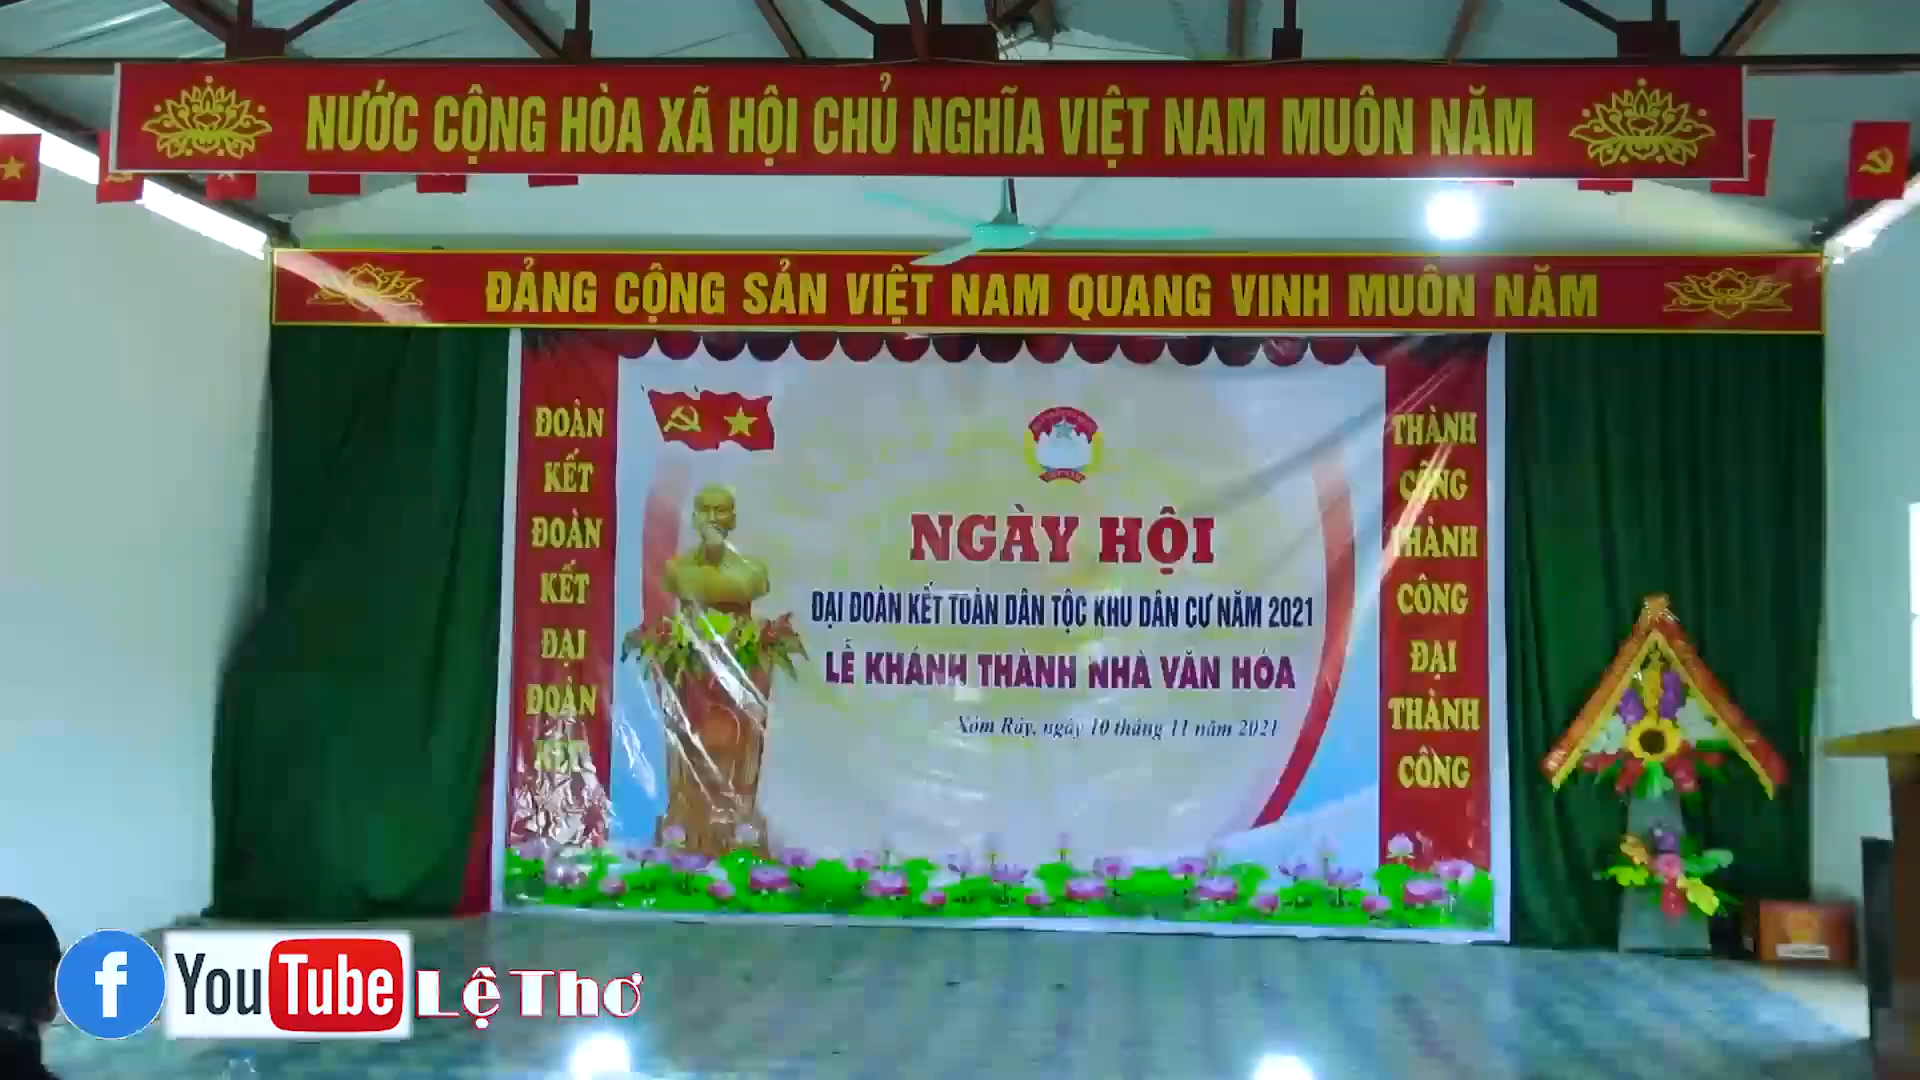 NƯỚC CỘNG HÒA XÃ HỘI CHỦ NGHĨA VIỆT NAM MUÔN NĂM
ĐẢNG CỘNG SẢN VIỆT NAM QUANG VINH MUÔN NĂM
ĐOÀN
KẾT
ĐOÀN
KẾT
ĐẠI
ĐOÀN
KẾT
NGÀY HỘI
ĐẠI ĐOÀN KẾT TOÀN DÂN TỘC KHU DÂN CƯ NĂM 2021
LỄ KHÁNH THÀNH NHÀ VĂN HÓA
Xóm Ráy, ngày 10 tháng 11 năm 2021
THÀNH
CÔNG
THÀNH
CÔNG
ĐẠI
THÀNH
CÔNG
f YouTube Lệ Thơ